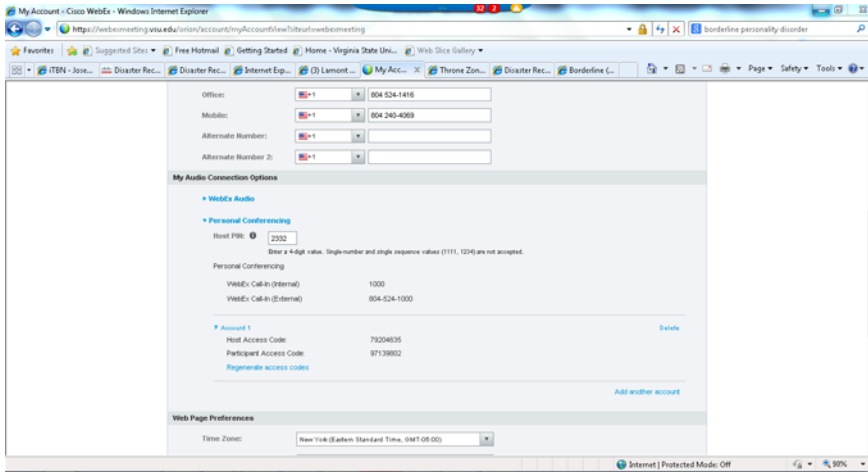 My Account - Cisco WebEx - Windows Internet Explorer
32 2
https://webexmeeting.vsu.edu/orion/account/myAccountView?siteurl=webexmeeting
borderline personality disorder
Favorites Suggested Sites Free Hotmail Getting Started Home - Virginia State Uni... Web Slice Gallery
iTBN - Jose... Disaster Rec... Disaster Rec... Internet Exp... (3) Lamont ... My Acc... X Throne Zon... Disaster Rec... Borderline (... Page Safety Tools
Office: +1 804 524-1416
Mobile: +1 804 240-4069
Alternate Number: +1
Alternate Number 2: +1
My Audio Connection Options
WebEx Audio
Personal Conferencing
Host PIN: 2332
Enter a 4-digit value. Single-number and single sequence values (1111, 1234) are not accepted.
Personal Conferencing
WebEx Call-In (Internal) 1000
WebEx Call-In (External) 804-524-1000
Account 1 Delete
Host Access Code: 79204635
Participant Access Code: 97139802
Regenerate access codes
Add another account
Web Page Preferences
Time Zone: New York (Eastern Standard Time, GMT-05:00)
Internet | Protected Mode: Off 90%